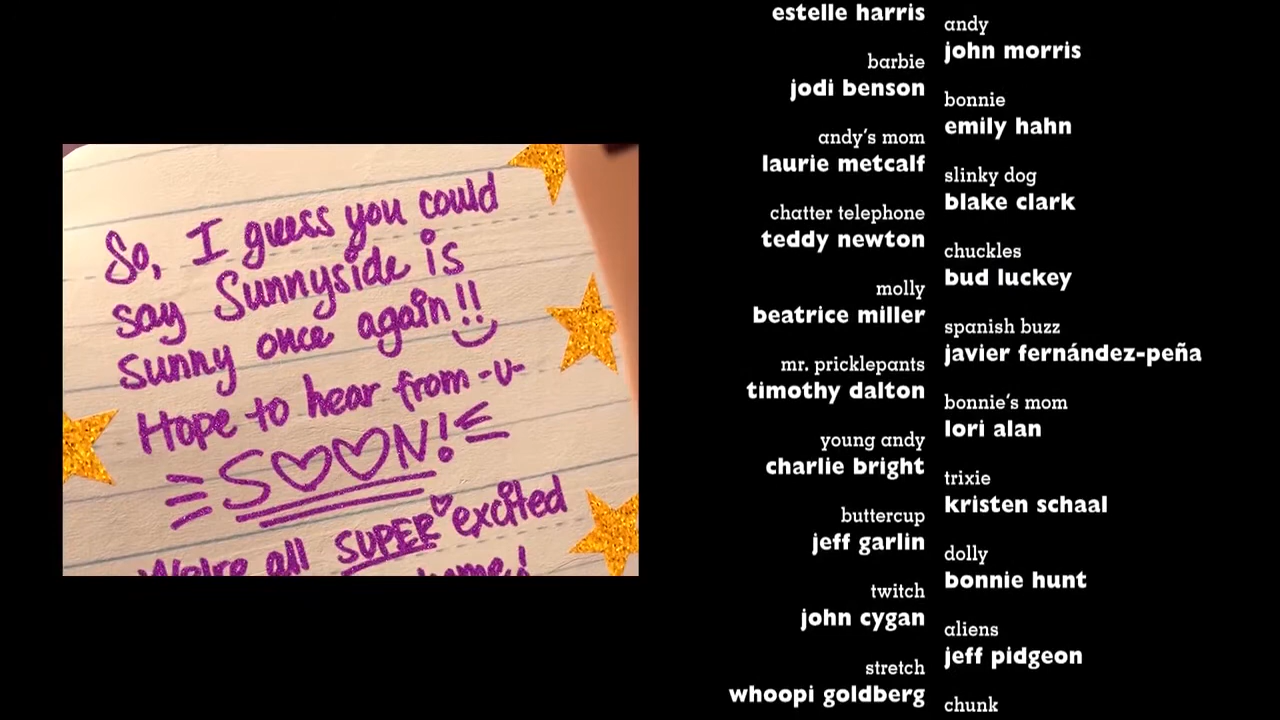 So, I guess you could
say Sunnyside is
sunny once again!!
Hope to hear from -u-
SOON!
We're all SUPER excited
home!
estelle harris
barbie
jodi benson
andy's mom
laurie metcalf
chatter telephone
teddy newton
molly
beatrice miller
mr. pricklepants
timothy dalton
young andy
charlie bright
buttercup
jeff garlin
twitch
john cygan
stretch
whoopi goldberg
andy
john morris
bonnie
emily hahn
slinky dog
blake clark
chuckles
bud luckey
spanish buzz
javier fernández-peña
bonnie's mom
lori alan
trixie
kristen schaal
dolly
bonnie hunt
aliens
jeff pidgeon
chunk